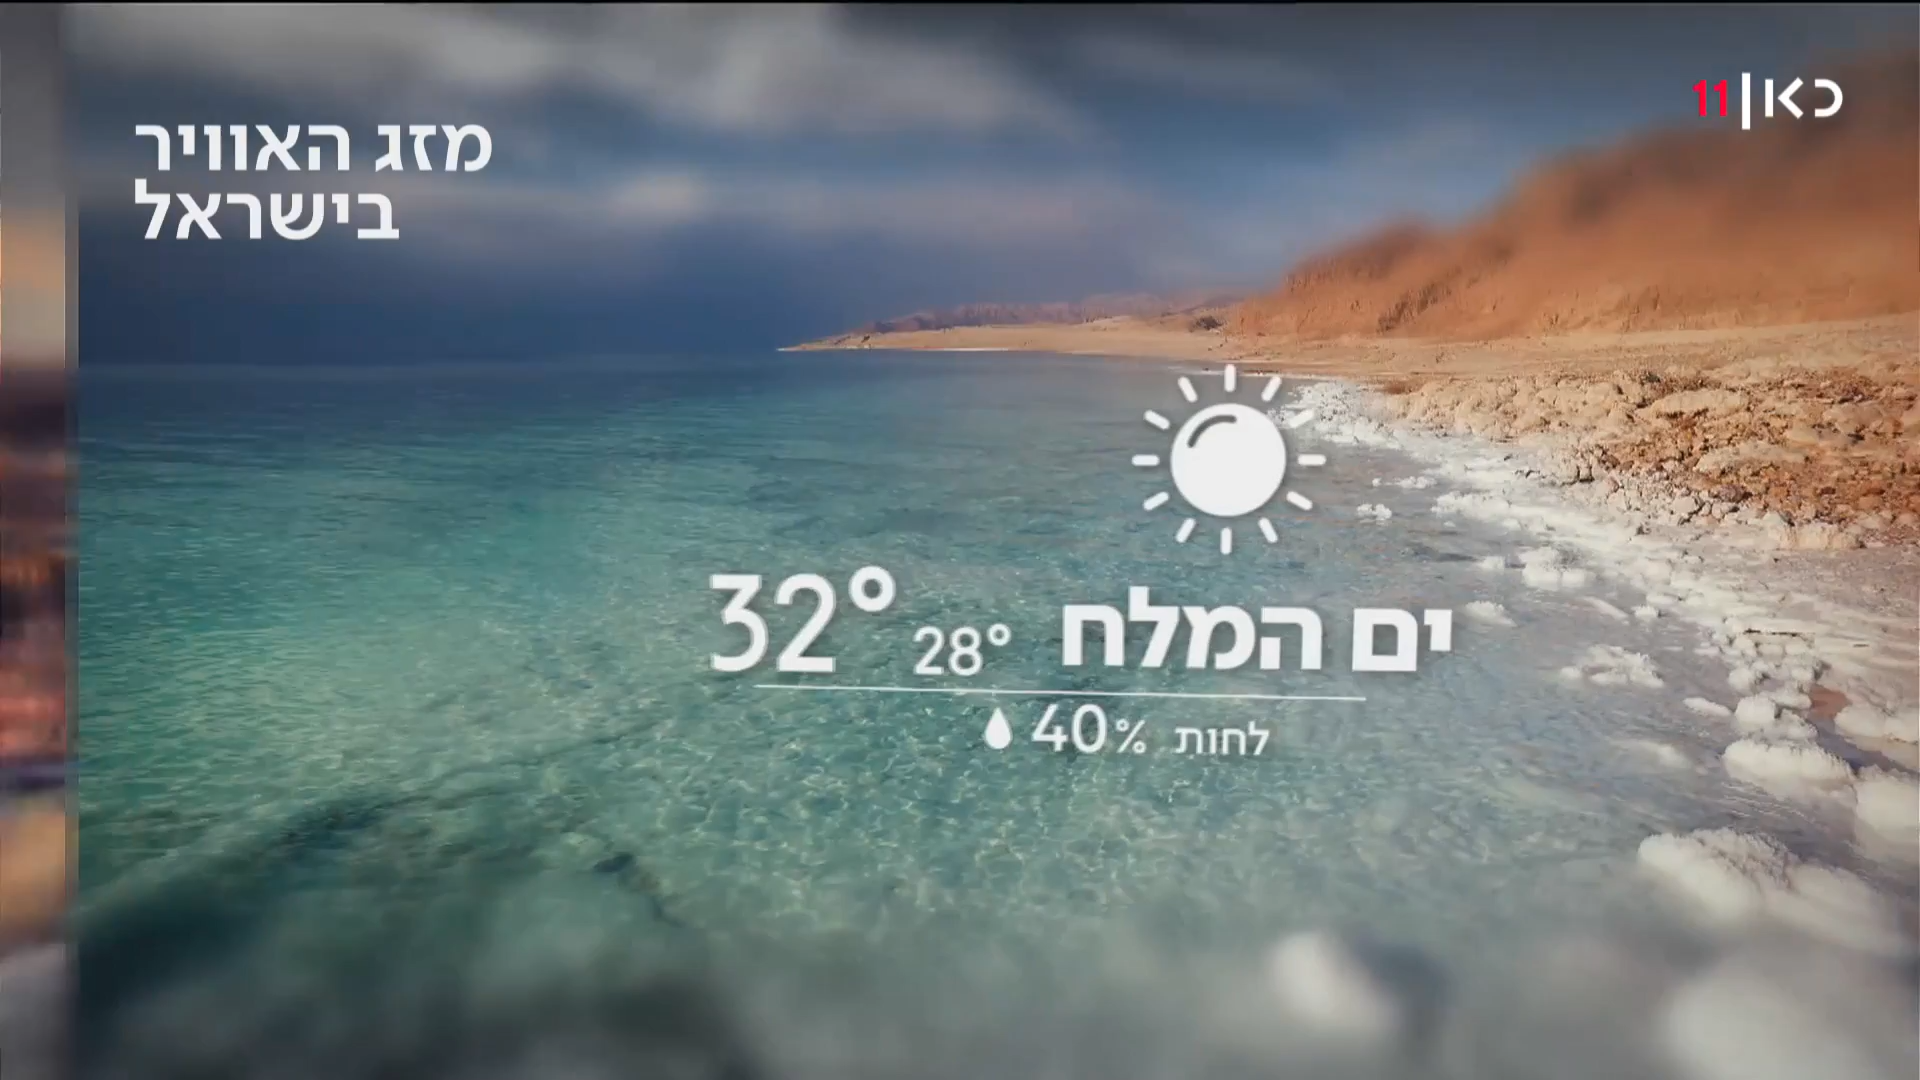 כאן|11
מזג האוויר
בישראל
ים המלח 28° 32°
לחות 40%